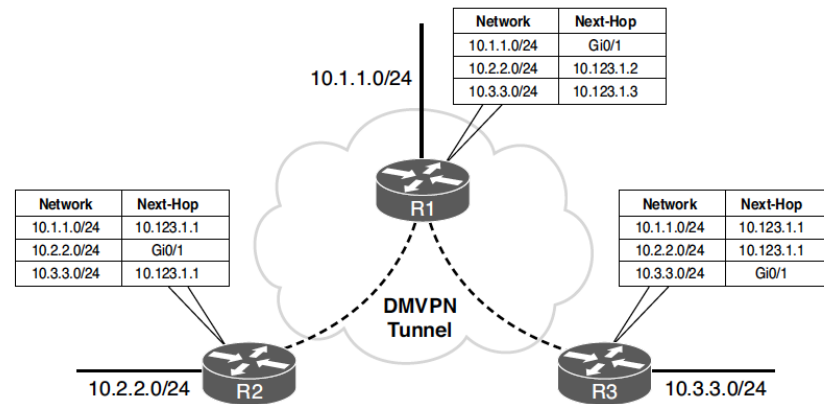 Network Next-Hop
10.1.1.0/24 Gi0/1
10.2.2.0/24 10.123.1.2
10.3.3.0/24 10.123.1.3
10.1.1.0/24
R1
Network Next-Hop
10.1.1.0/24 10.123.1.1
10.2.2.0/24 Gi0/1
10.3.3.0/24 10.123.1.1
Network Next-Hop
10.1.1.0/24 10.123.1.1
10.2.2.0/24 10.123.1.1
10.3.3.0/24 Gi0/1
DMVPN
Tunnel
10.2.2.0/24
R2
R3
10.3.3.0/24